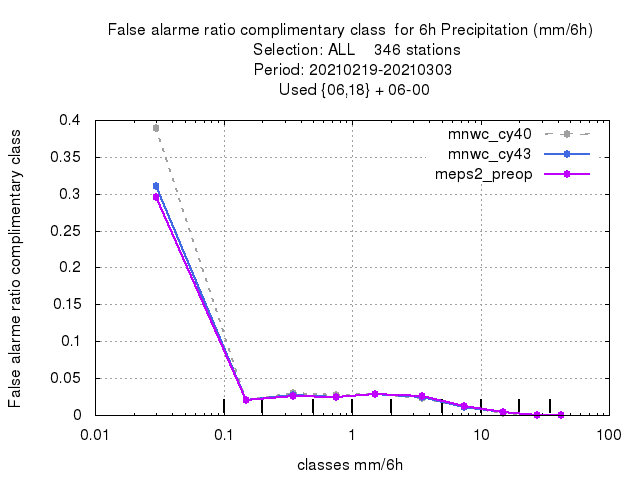 False alarme ratio complimentary class  for 6h Precipitation (mm/6h)
Selection: ALL    346 stations
Period: 20210219-20210303
Used {06,18} + 06-00
False alarme ratio complimentary class
mnwc_cy40
mnwc_cy43
meps2_preop
0.4
0.35
0.3
0.25
0.2
0.15
0.1
0.05
0
0.01 0.1 1 10 100
classes mm/6h